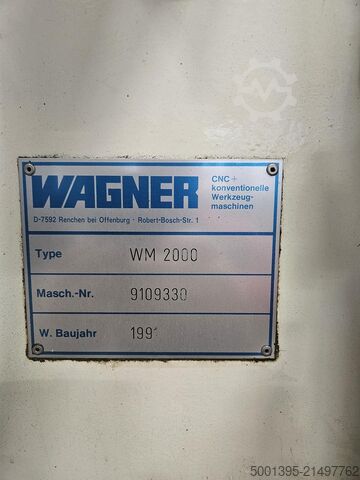 WAGNER
CNC +
konventionelle
Werkzeug-
maschinen
D-7592 Renchen bei Offenburg · Robert-Bosch-Str. 1
Type WM 2000
Masch.-Nr. 9109330
W. Baujahr
5001395-21497762